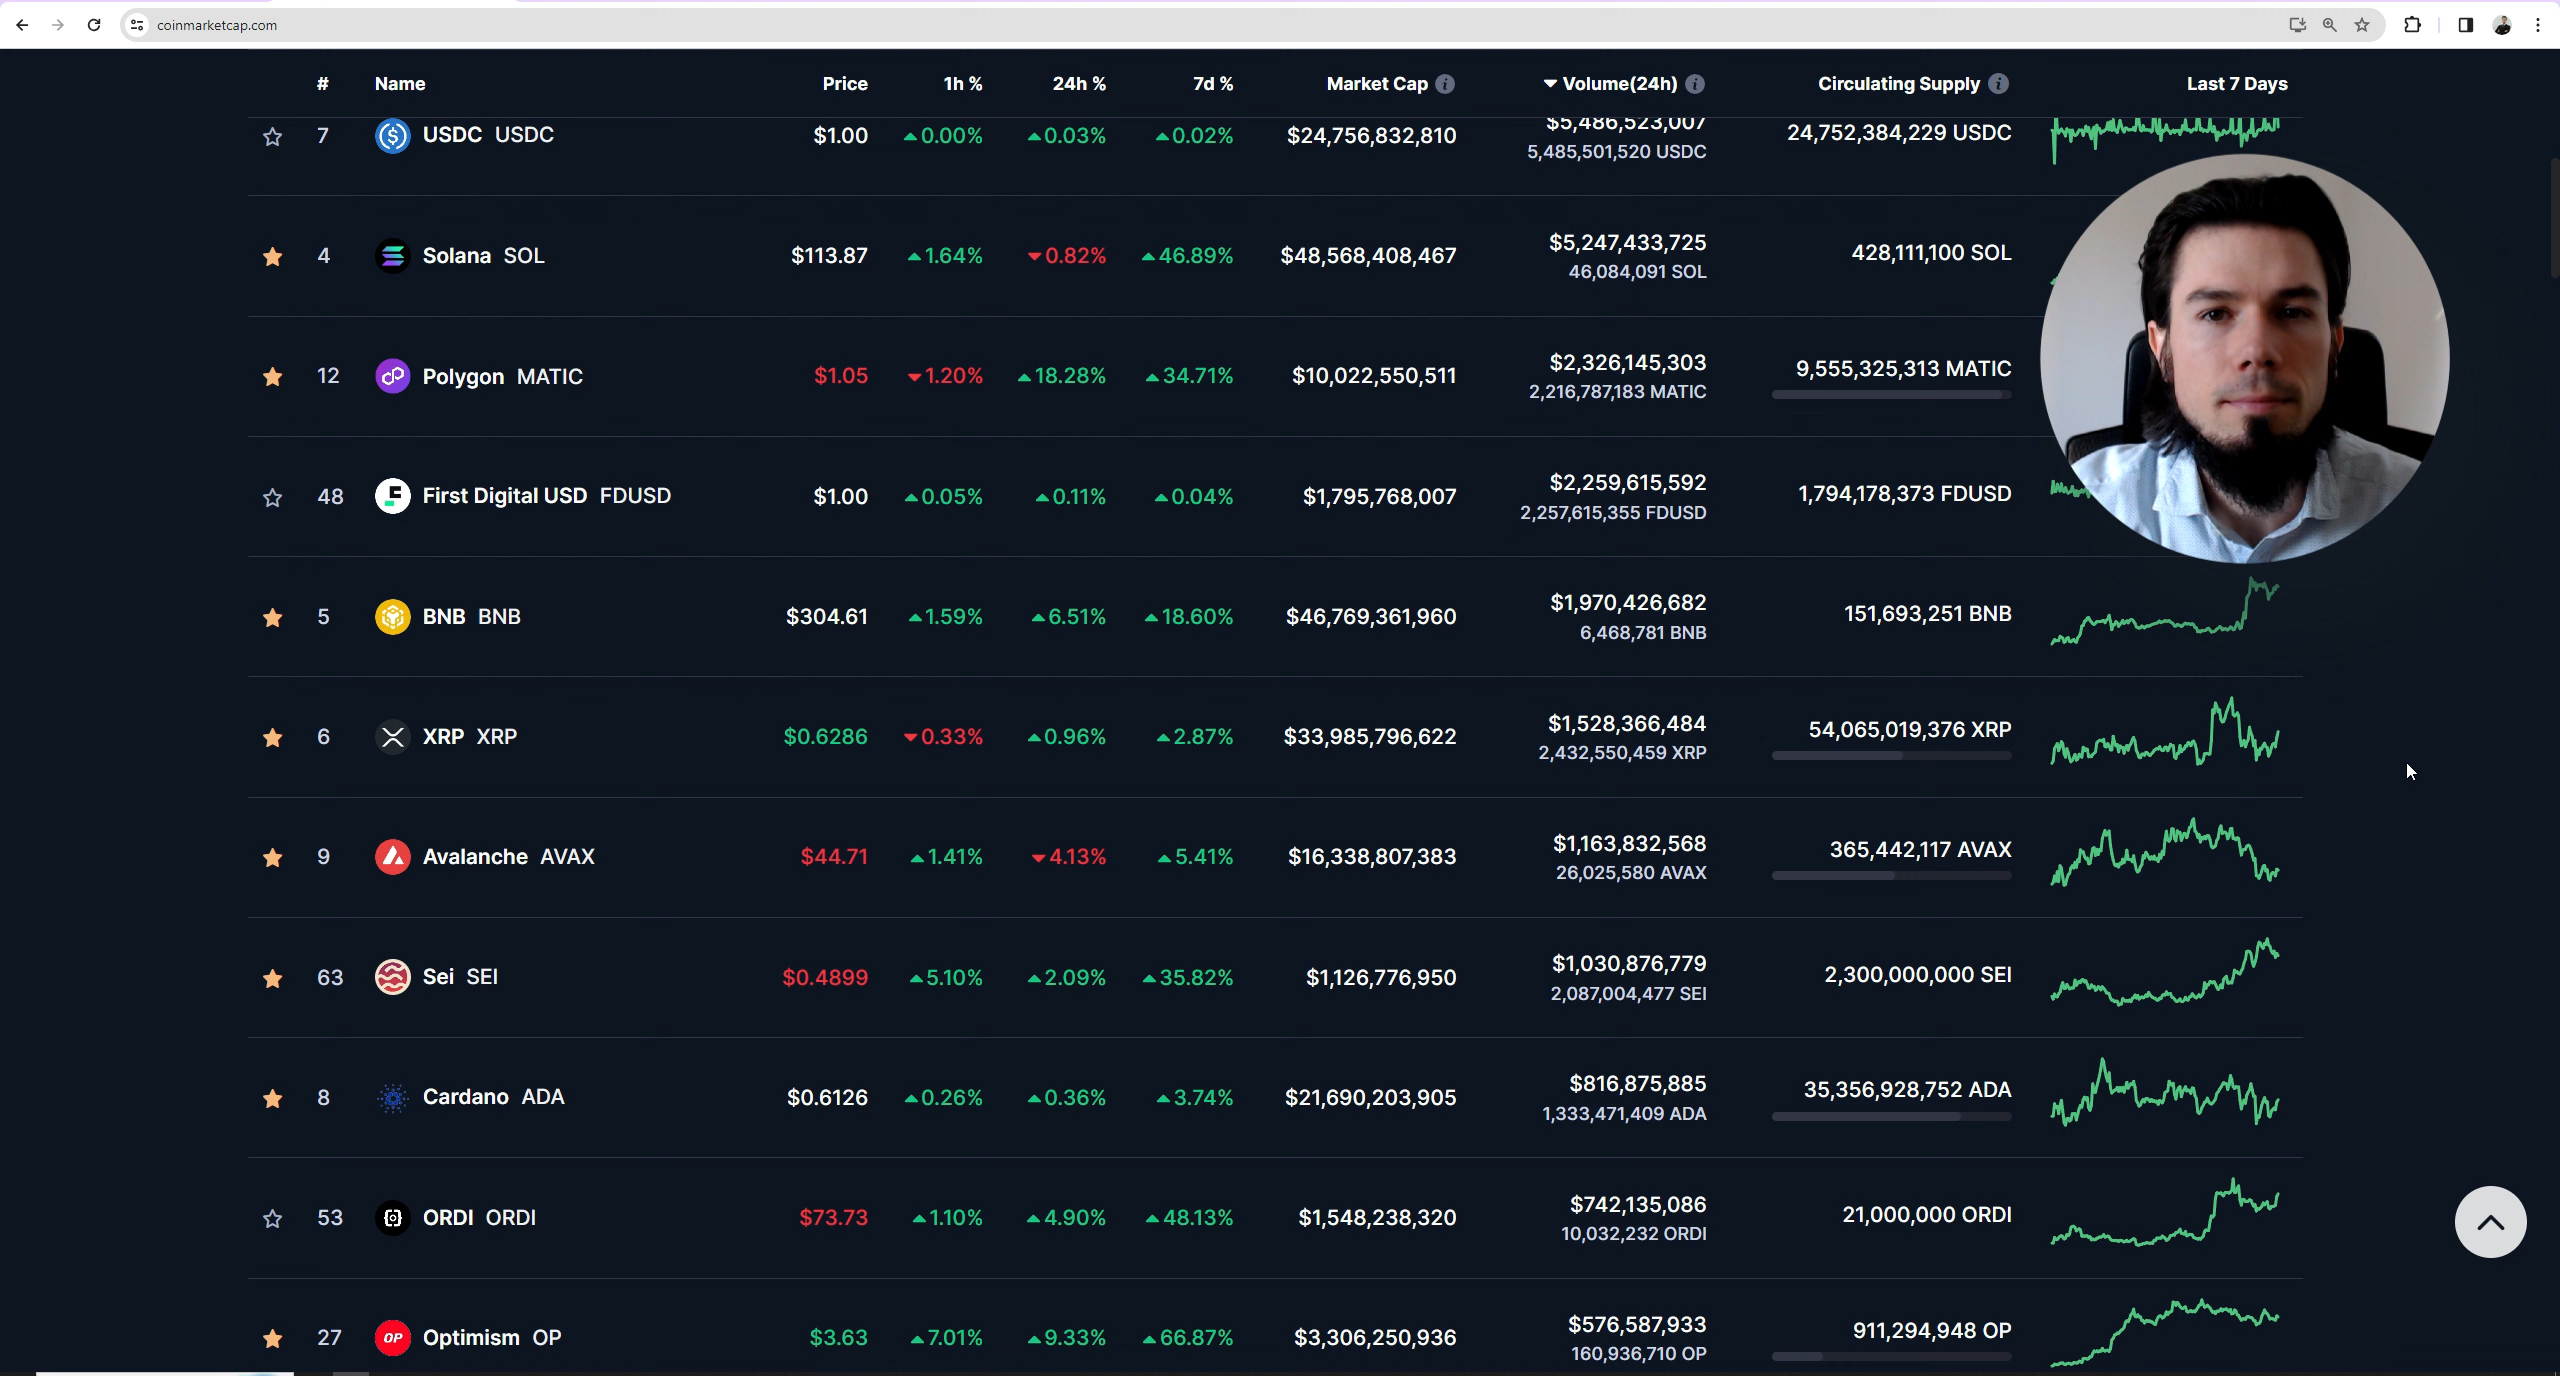 coinmarketcap.com
# Name Price 1h % 24h % 7d % Market Cap Volume(24h) Circulating Supply Last 7 Days
7 USDC USDC $1.00 0.00% 0.03% 0.02% $24,756,832,810 $5,486,523,007 24,752,384,229 USDC
5,485,501,520 USDC
4 Solana SOL $113.87 1.64% 0.82% 46.89% $48,568,408,467 $5,247,433,725 428,111,100 SOL
46,084,091 SOL
12 Polygon MATIC $1.05 1.20% 18.28% 34.71% $10,022,550,511 $2,326,145,303 9,555,325,313 MATIC
2,216,787,183 MATIC
48 First Digital USD FDUSD $1.00 0.05% 0.11% 0.04% $1,795,768,007 $2,259,615,592 1,794,178,373 FDUSD
2,257,615,355 FDUSD
5 BNB BNB $304.61 1.59% 6.51% 18.60% $46,769,361,960 $1,970,426,682 151,693,251 BNB
6,468,781 BNB
6 XRP XRP $0.6286 0.33% 0.96% 2.87% $33,985,796,622 $1,528,366,484 54,065,019,376 XRP
2,432,550,459 XRP
9 Avalanche AVAX $44.71 1.41% 4.13% 5.41% $16,338,807,383 $1,163,832,568 365,442,117 AVAX
26,025,580 AVAX
63 Sei SEI $0.4899 5.10% 2.09% 35.82% $1,126,776,950 $1,030,876,779 2,300,000,000 SEI
2,087,004,477 SEI
8 Cardano ADA $0.6126 0.26% 0.36% 3.74% $21,690,203,905 $816,875,885 35,356,928,752 ADA
1,333,471,409 ADA
53 ORDI ORDI $73.73 1.10% 4.90% 48.13% $1,548,238,320 $742,135,086 21,000,000 ORDI
10,032,232 ORDI
27 OP Optimism OP $3.63 7.01% 9.33% 66.87% $3,306,250,936 $576,587,933 911,294,948 OP
160,936,710 OP